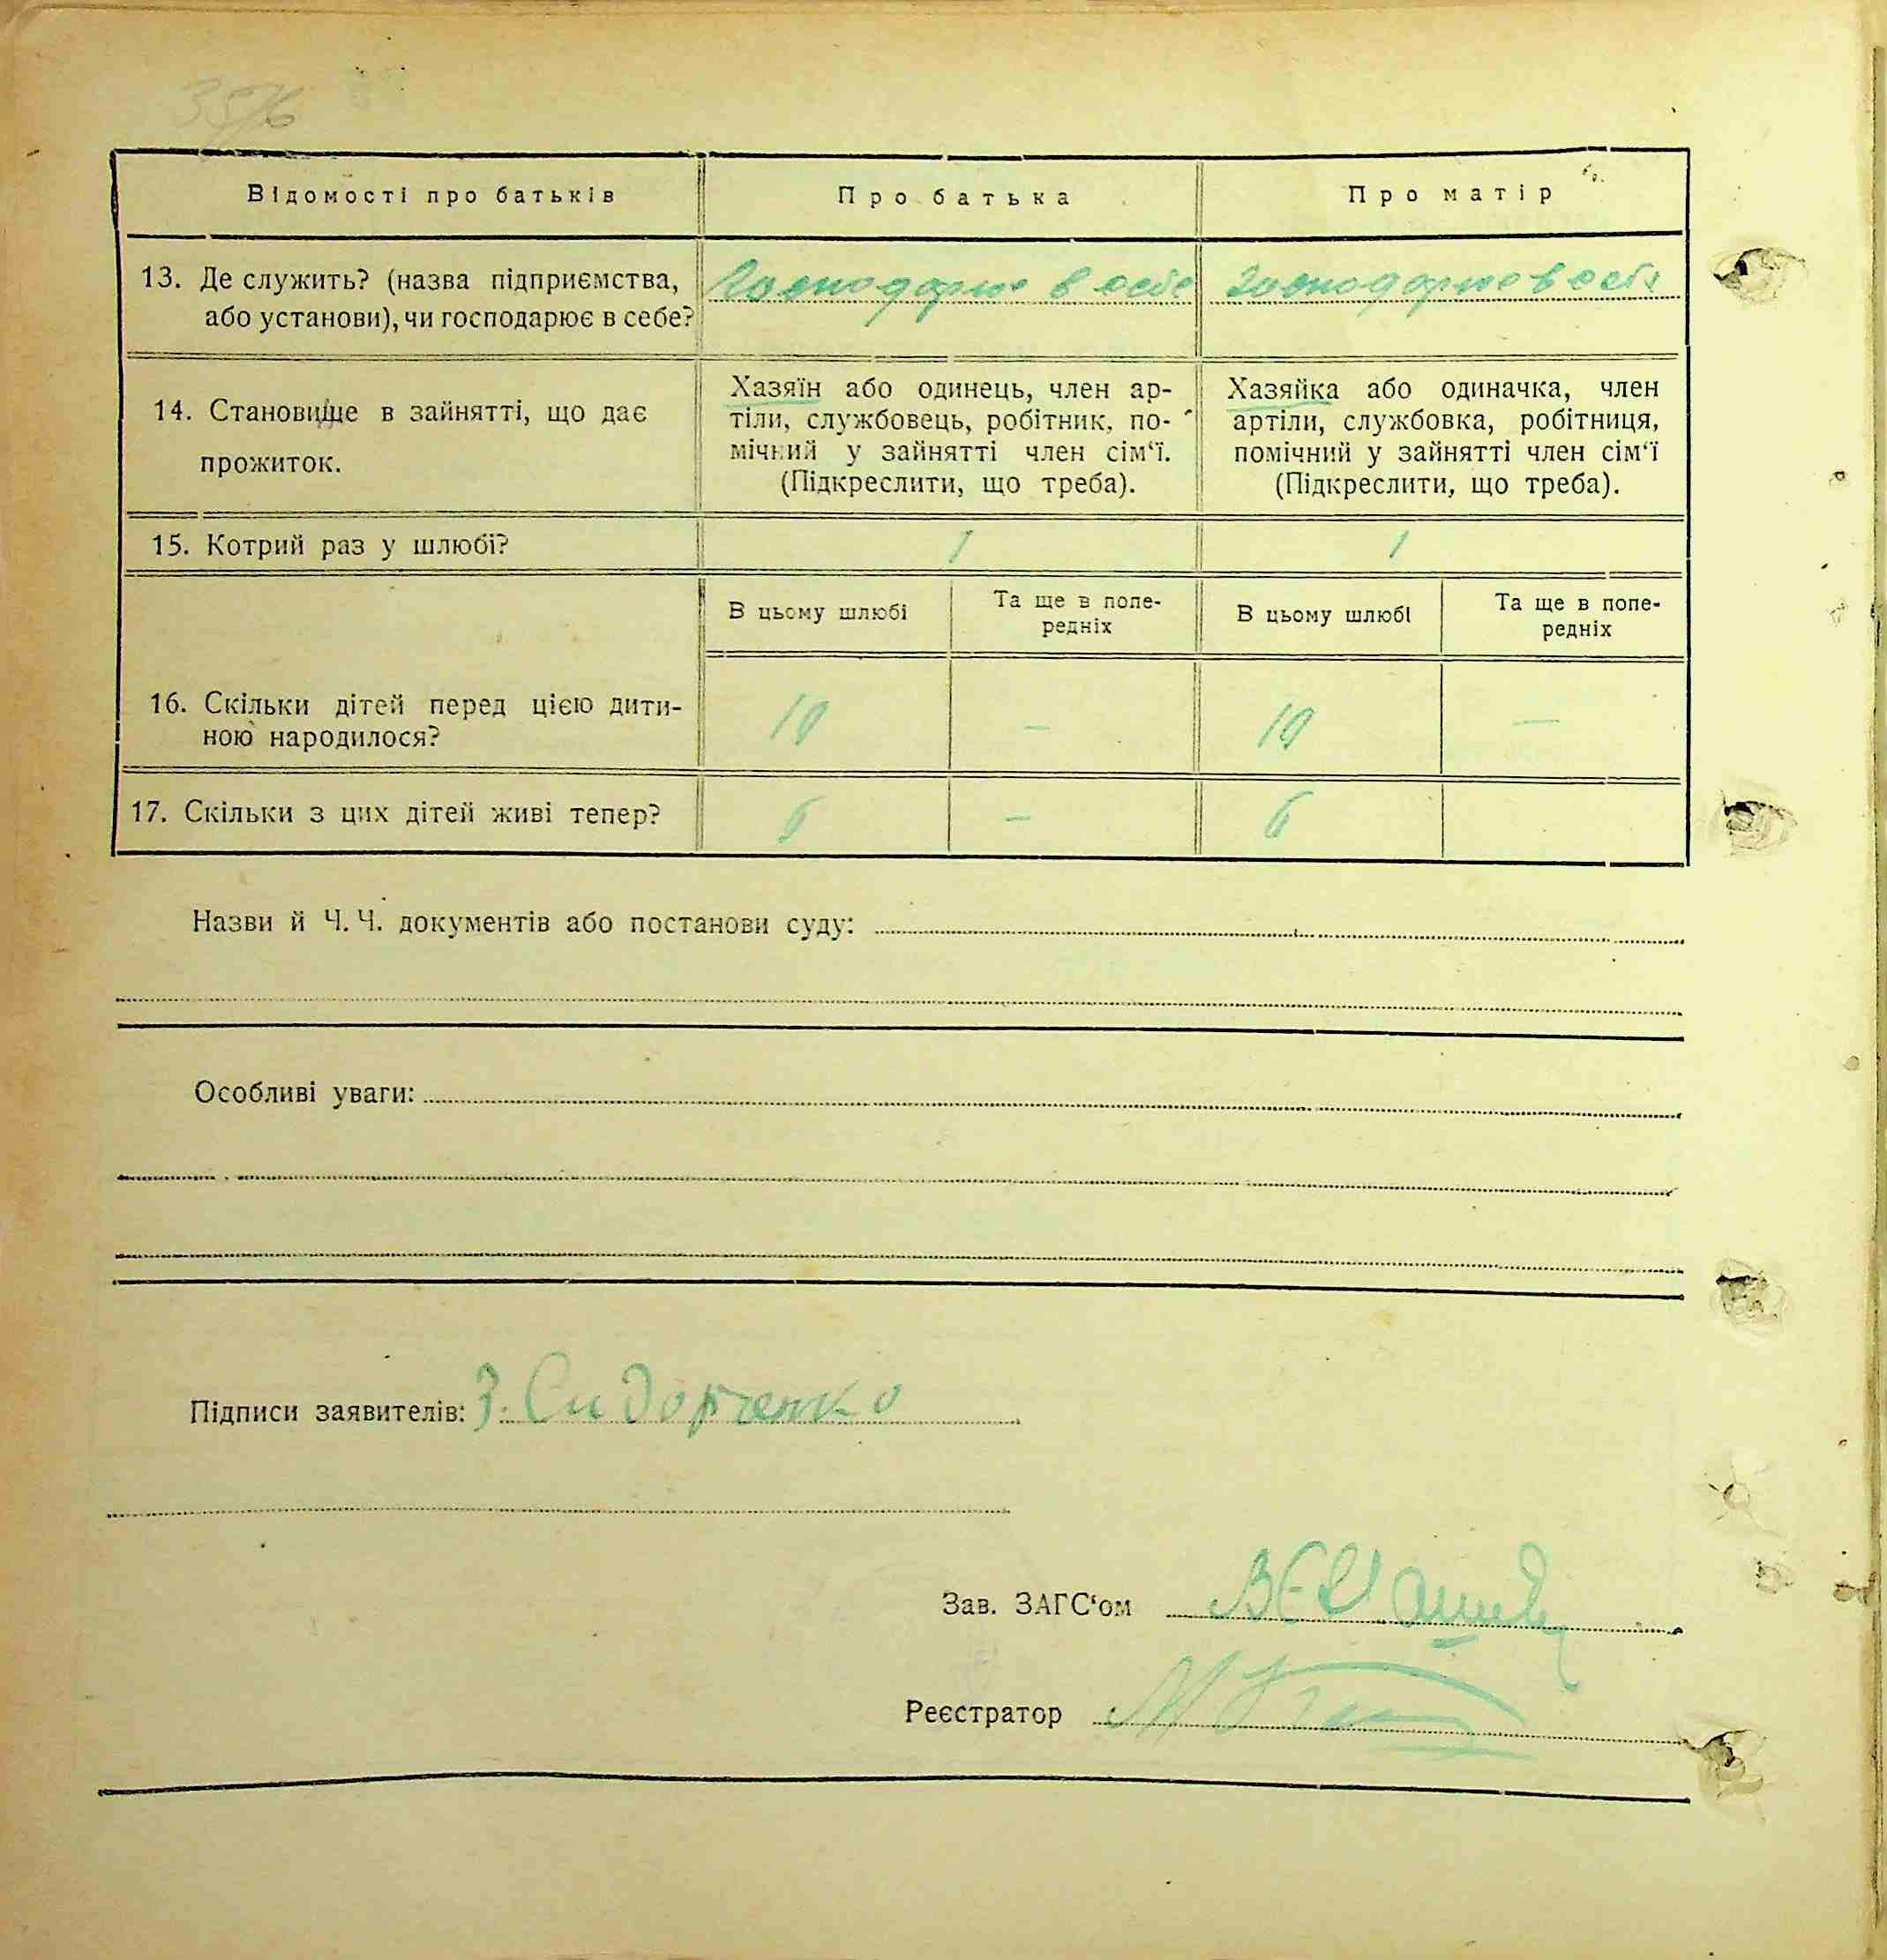 35/6
Відомості про батьків
Про батька
Про матір
13. Де служить? (назва підприємства,
або установи), чи господарює в себе?
Господарює в себе
Господарює в себе
14. Становище в зайнятті, що дає
прожиток.
Хазяїн або одинець, член ар-
тіли, службовець, робітник, по-
мічний у зайнятті член сім‘ї.
(Підкреслити, що треба).
Хазяйка або одиначка, член
артіли, службовка, робітниця,
помічний у зайнятті член сім‘ї
(Підкреслити, що треба).
15. Котрий раз у шлюбі?
1
1
В цьому шлюбі
Та ще в попе-
редніх
В цьому шлюбі
Та ще в попе-
редніх
16. Скільки дітей перед цією дити-
ною народилося?
10
—
10
—
17. Скільки з цих дітей живі тепер?
6
—
6
Назви й Ч. Ч. документів або постанови суду:
Особливі уваги:
Підписи заявителів: З. Сидорченко
Зав. ЗАГС‘ом
Реєстратор